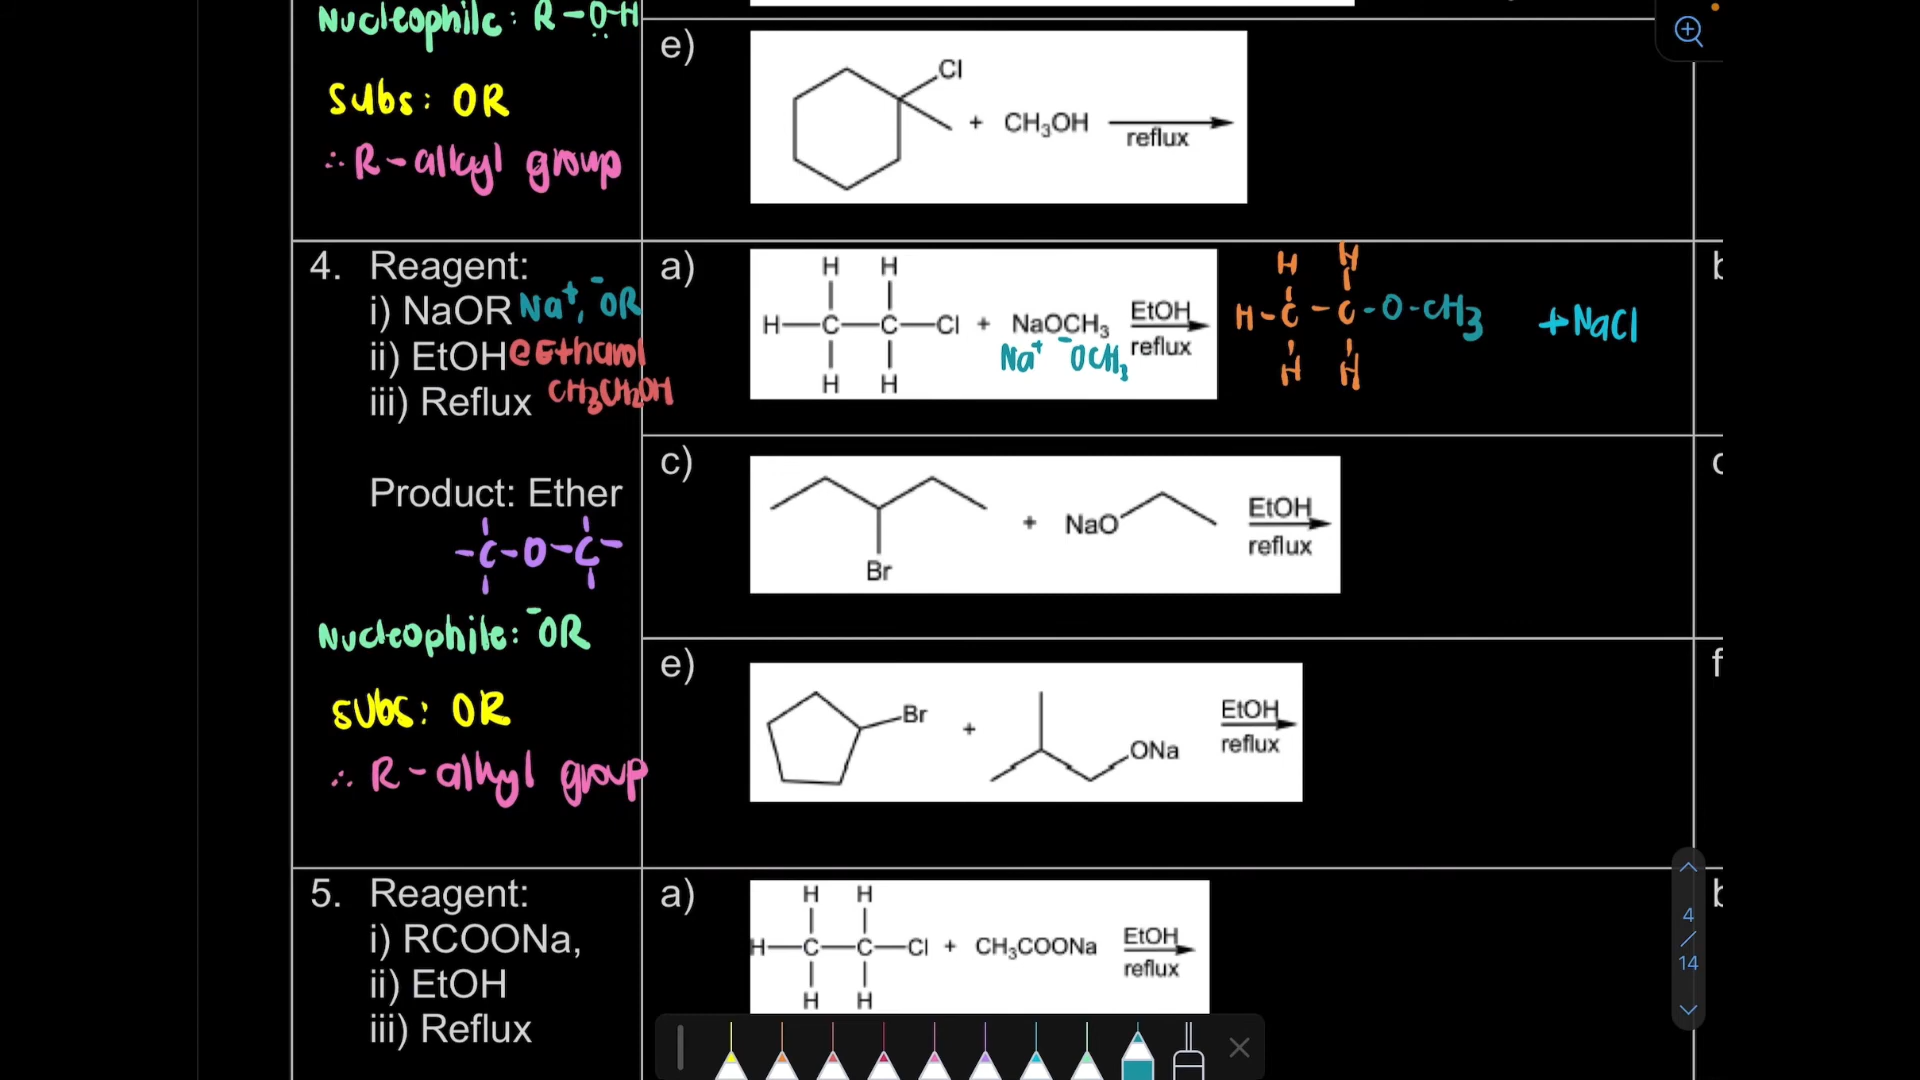 Nucleophile: R-O-H
Subs: OR
∴ R-alkyl group
e)
Cl
+ CH₃OH
reflux
4. Reagent:
i) NaOR Na⁺, ⁻OR
ii) EtOH @ Ethanol
CH₃CH₂OH
iii) Reflux
Product: Ether
-C-O-C-
Nucleophile: ⁻OR
Subs: OR
∴ R-alkyl group
a)
H H
H-C-C-Cl + NaOCH₃ EtOH
Na⁺ ⁻OCH₃ reflux
H H
H H
H-C-C-O-CH₃ + NaCl
H H
c)
Br
+ NaO
EtOH
reflux
e)
Br
+
ONa
EtOH
reflux
5. Reagent:
i) RCOONa,
ii) EtOH
iii) Reflux
a)
H H
H-C-C-Cl + CH₃COONa EtOH
reflux
H H
4
/
14